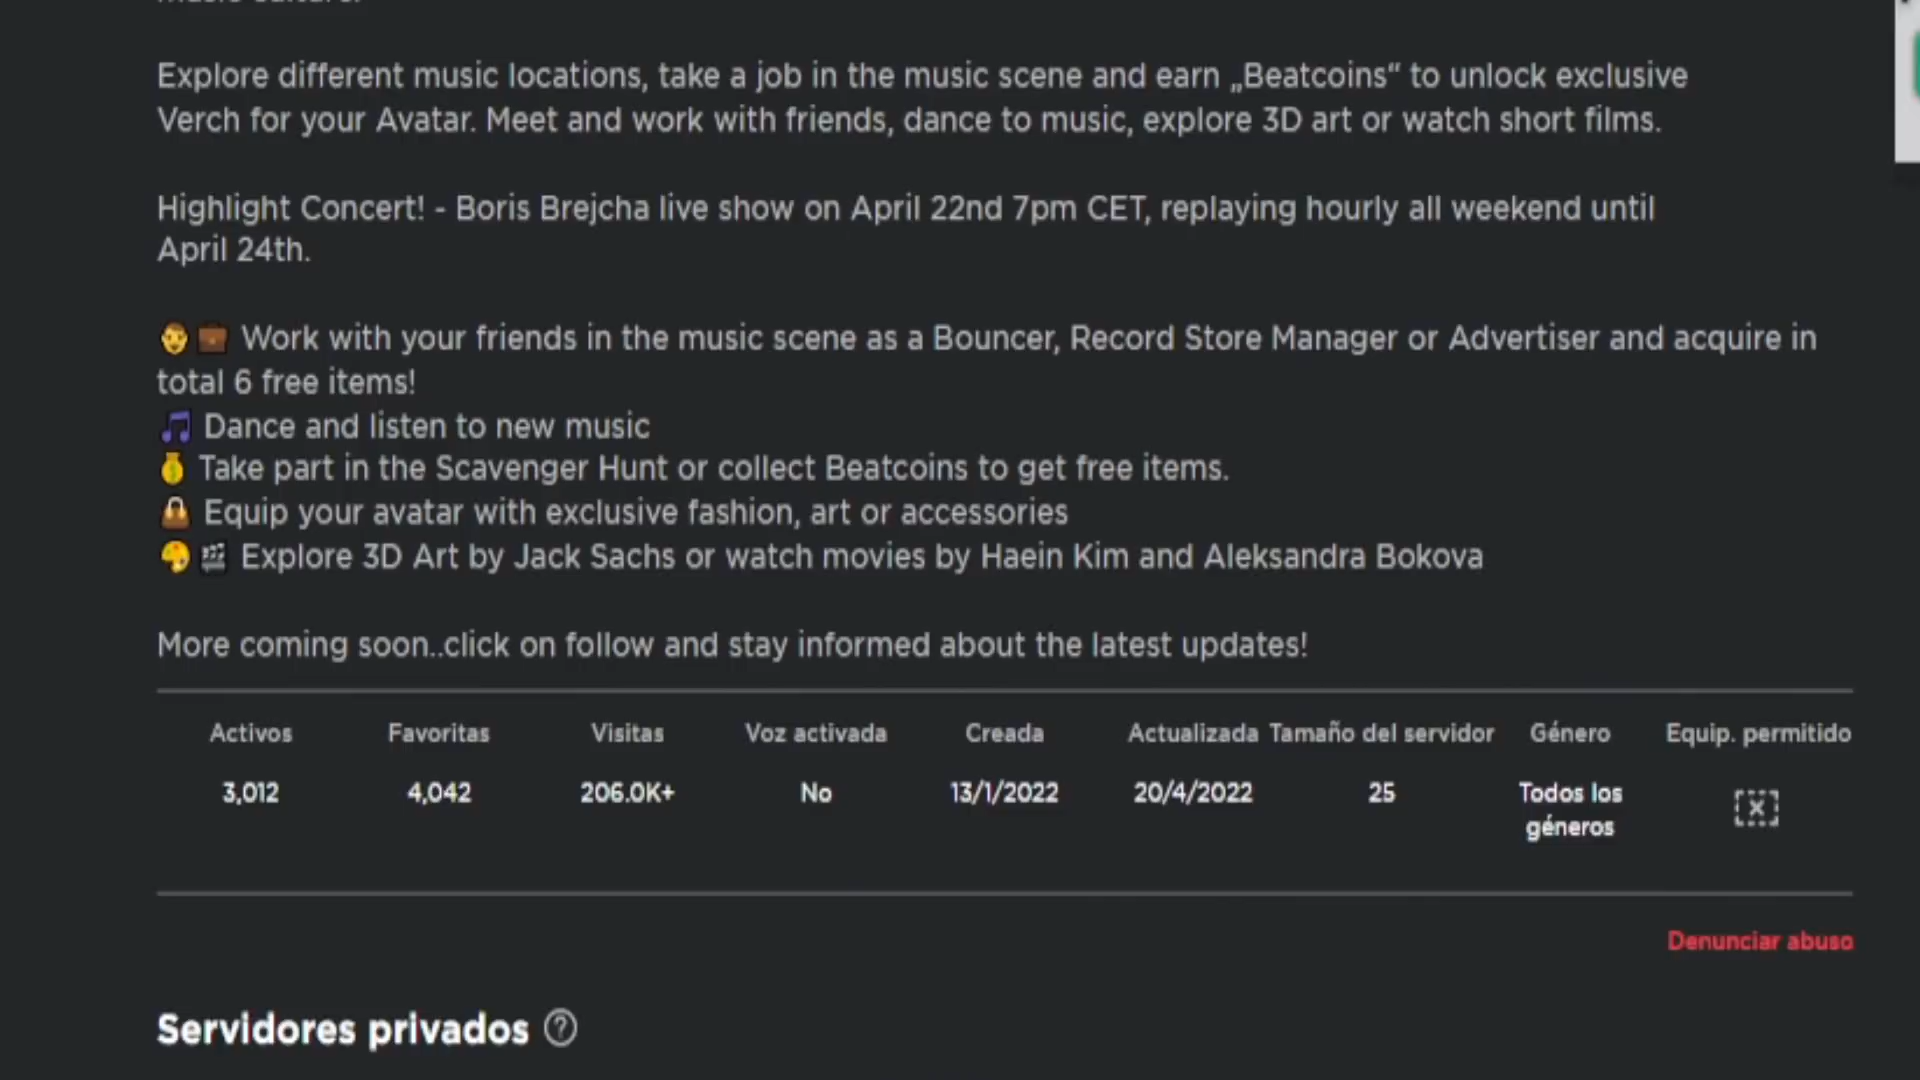 Explore different music locations, take a job in the music scene and earn „Beatcoins“ to unlock exclusive
Verch for your Avatar. Meet and work with friends, dance to music, explore 3D art or watch short films.
Highlight Concert! - Boris Brejcha live show on April 22nd 7pm CET, replaying hourly all weekend until
April 24th.
Work with your friends in the music scene as a Bouncer, Record Store Manager or Advertiser and acquire in
total 6 free items!
Dance and listen to new music
Take part in the Scavenger Hunt or collect Beatcoins to get free items.
Equip your avatar with exclusive fashion, art or accessories
Explore 3D Art by Jack Sachs or watch movies by Haein Kim and Aleksandra Bokova
More coming soon..click on follow and stay informed about the latest updates!
Activos Favoritas Visitas Voz activada Creada Actualizada Tamaño del servidor Género Equip. permitido
3,012 4,042 206.0K+ No 13/1/2022 20/4/2022 25 Todos los
géneros
Denunciar abuso
Servidores privados